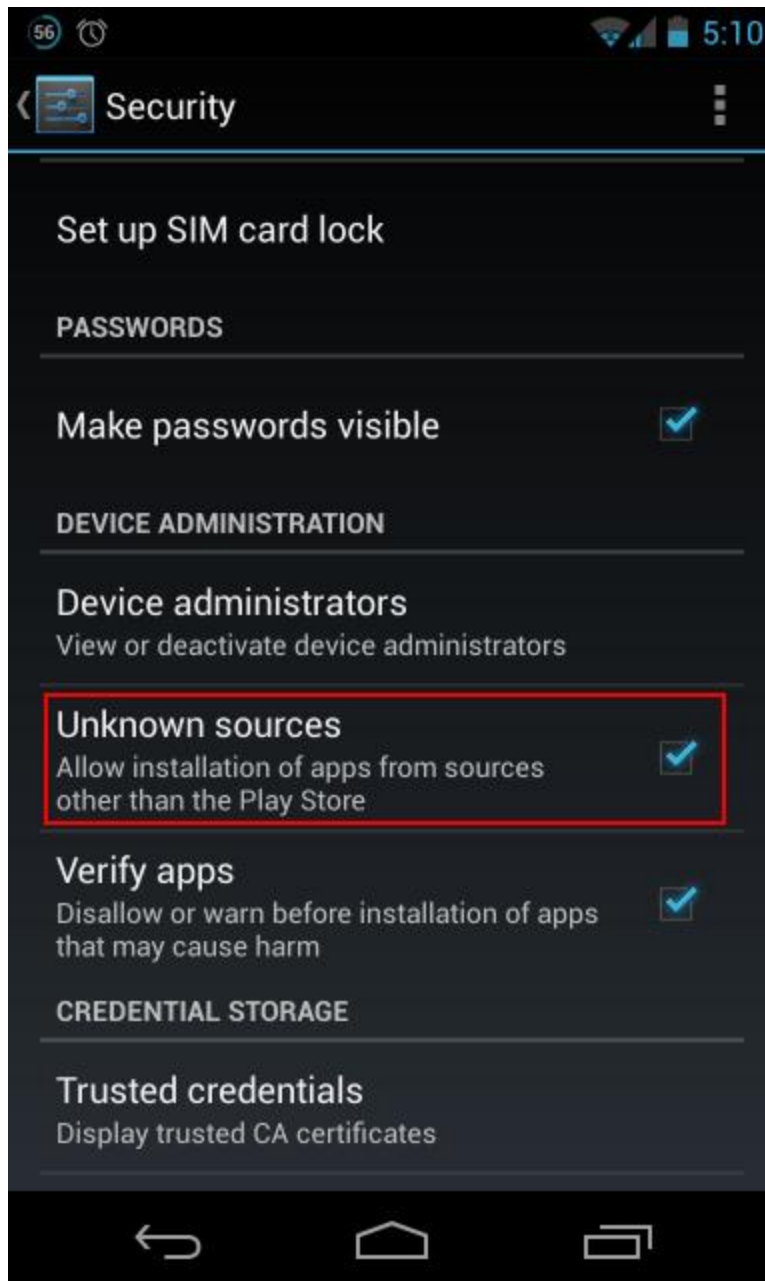 56 5:10
Security
Set up SIM card lock
PASSWORDS
Make passwords visible
DEVICE ADMINISTRATION
Device administrators
View or deactivate device administrators
Unknown sources
Allow installation of apps from sources
other than the Play Store
Verify apps
Disallow or warn before installation of apps
that may cause harm
CREDENTIAL STORAGE
Trusted credentials
Display trusted CA certificates